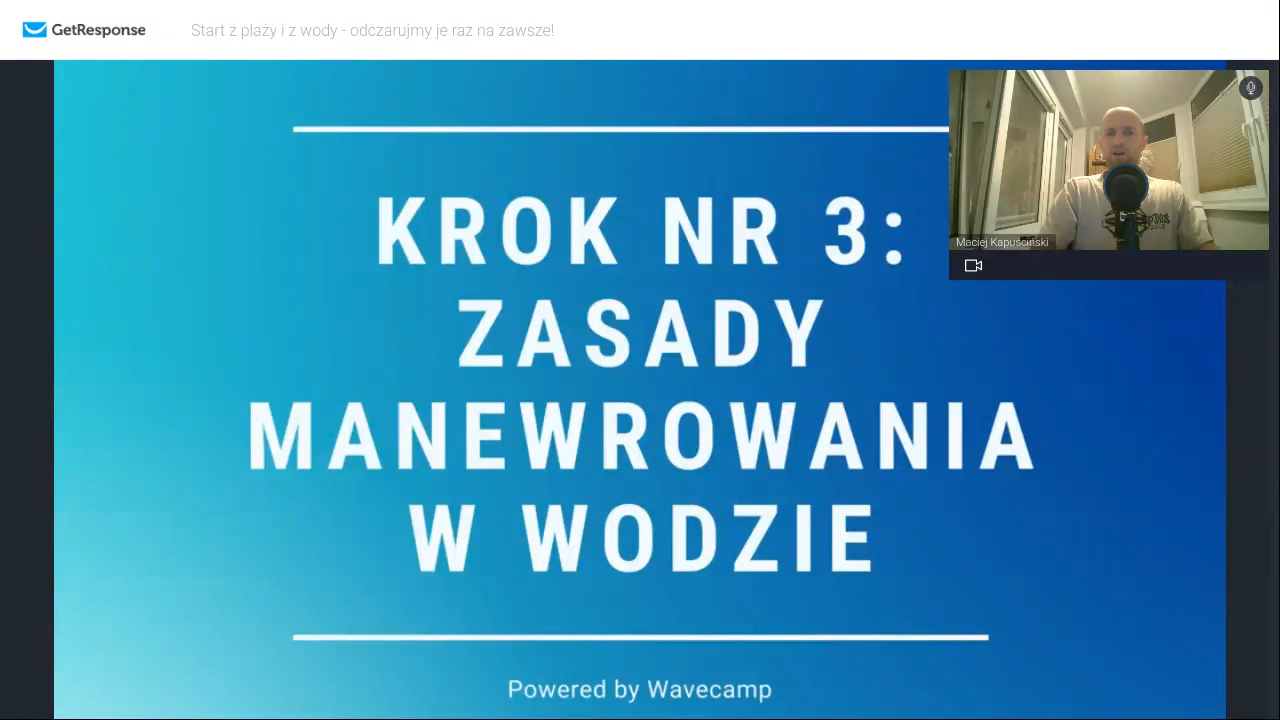 GetResponse
Start z plaży i z wody - odczarujmy je raz na zawsze!
KROK NR 3:
ZASADY
MANEWROWANIA
W WODZIE
Powered by Wavecamp
Maciej Kapuściński